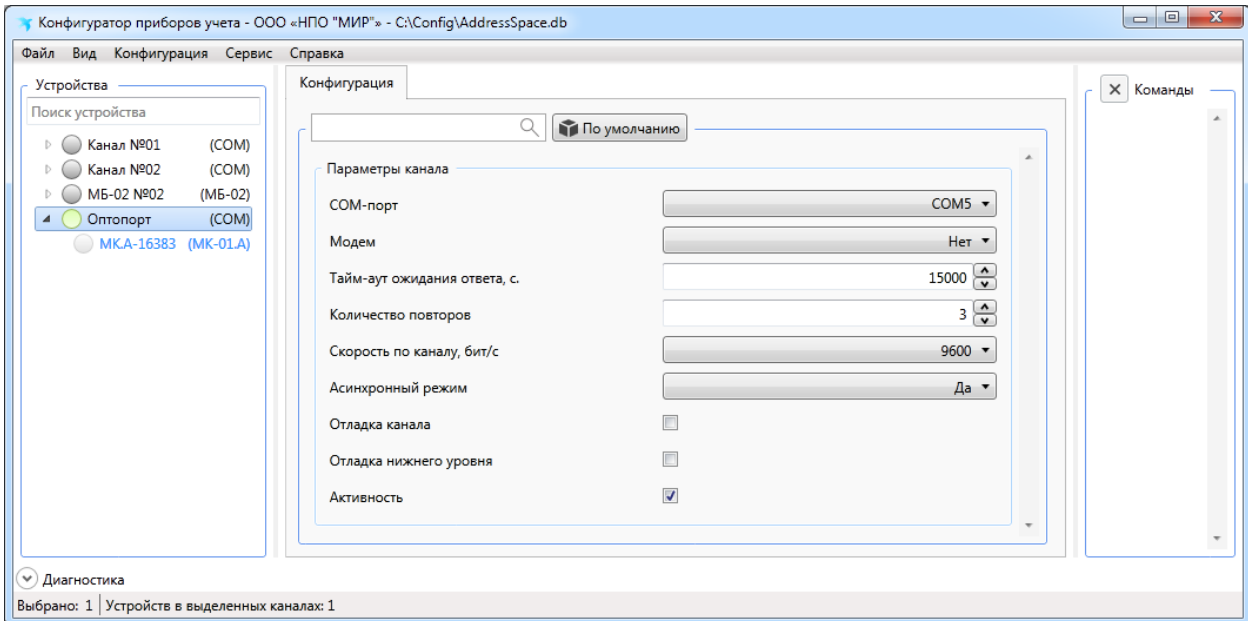 Конфигуратор приборов учета - ООО «НПО "МИР"» - C:\Config\AddressSpace.db
Файл Вид Конфигурация Сервис Справка
Устройства
Поиск устройства
Канал №01 (COM)
Канал №02 (COM)
МБ-02 №02 (МБ-02)
Оптопорт (COM)
МК.А-16383 (МК-01.А)
Конфигурация
По умолчанию
Параметры канала
COM-порт COM5
Модем Нет
Тайм-аут ожидания ответа, с. 15000
Количество повторов 3
Скорость по каналу, бит/с 9600
Асинхронный режим Да
Отладка канала
Отладка нижнего уровня
Активность
Команды
Диагностика
Выбрано: 1 Устройств в выделенных каналах: 1